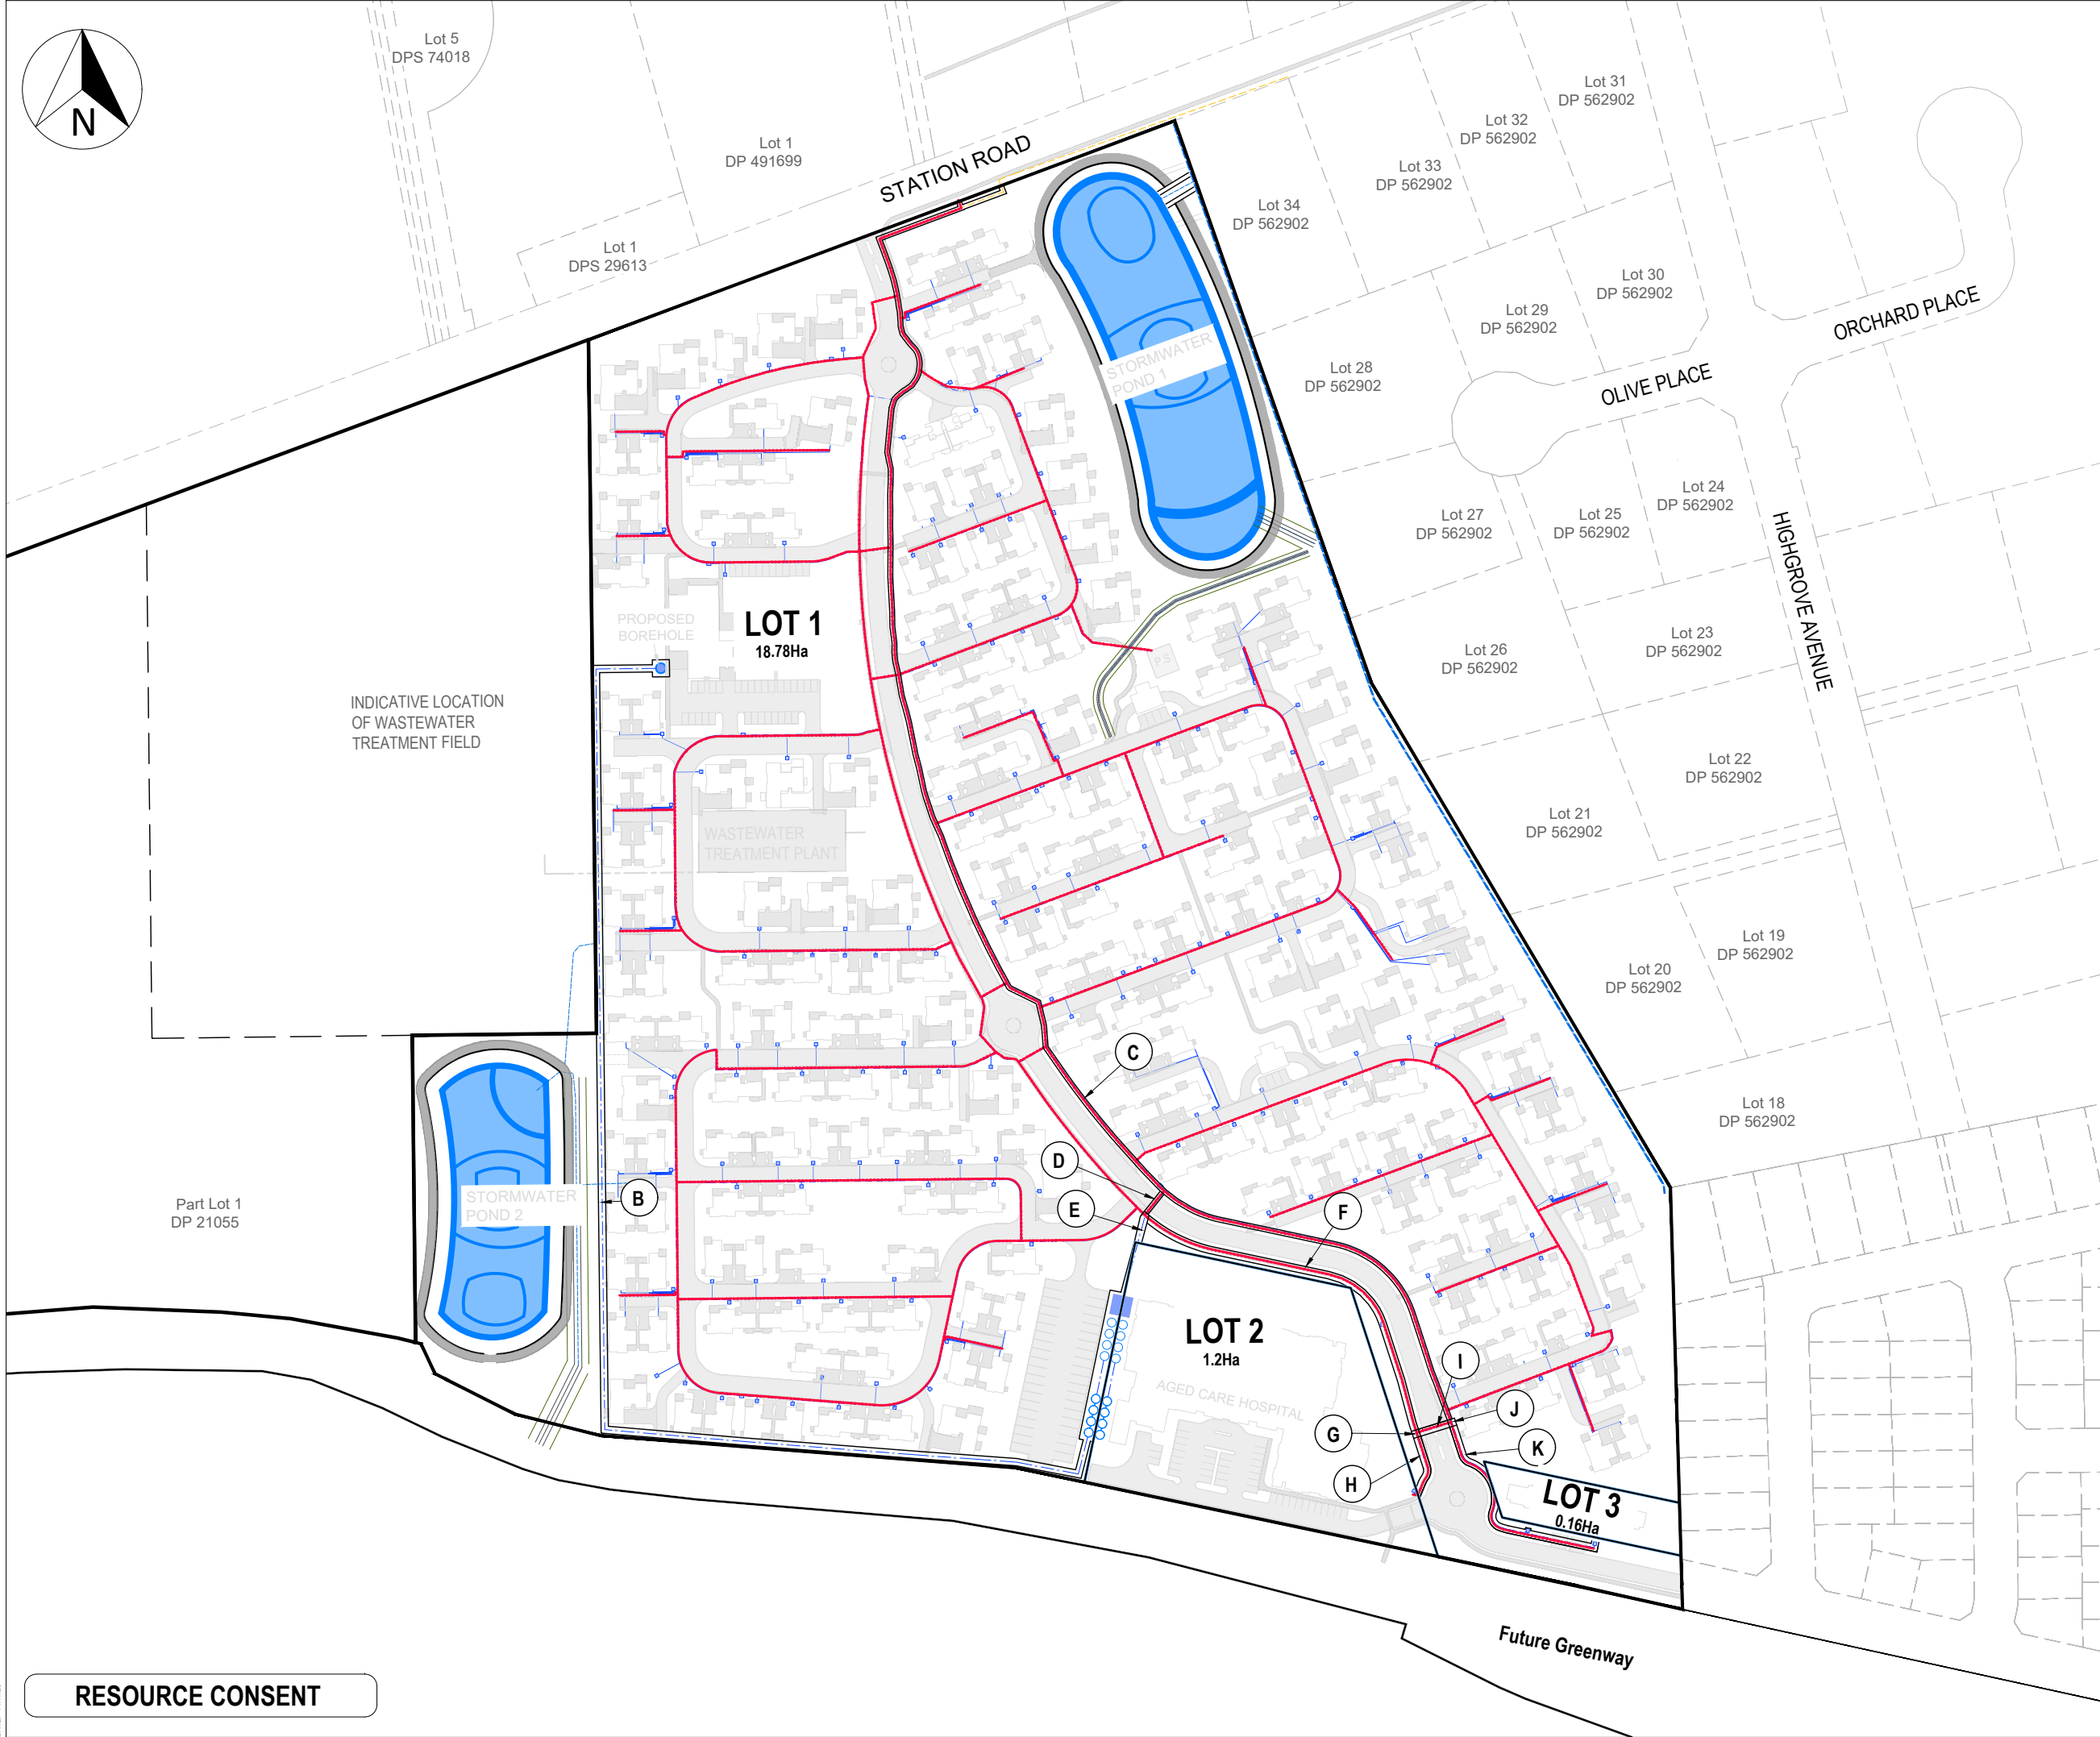 Lot 5
DPS 74018
N
Lot 1
DP 491699
STATION ROAD
Lot 1
DPS 29613
Lot 31
DP 562902
Lot 32
DP 562902
Lot 33
DP 562902
Lot 34
DP 562902
Lot 30
DP 562902
Lot 29
DP 562902
ORCHARD PLACE
Lot 28
DP 562902
OLIVE PLACE
STORMWATER
POND 1
Lot 24
DP 562902
Lot 25
DP 562902
Lot 27
DP 562902
HIGHGROVE AVENUE
PROPOSED
BOREHOLE
LOT 1
18.78Ha
Lot 23
DP 562902
Lot 26
DP 562902
P.S
INDICATIVE LOCATION
OF WASTEWATER
TREATMENT FIELD
Lot 22
DP 562902
Lot 21
DP 562902
WASTEWATER
TREATMENT PLANT
Lot 19
DP 562902
Lot 20
DP 562902
C
Lot 18
DP 562902
D
Part Lot 1
DP 21055
STORMWATER
POND 2
B
E
F
LOT 2
1.2Ha
I
AGED CARE HOSPITAL
J
G
K
H
LOT 3
0.16Ha
Future Greenway
RESOURCE CONSENT